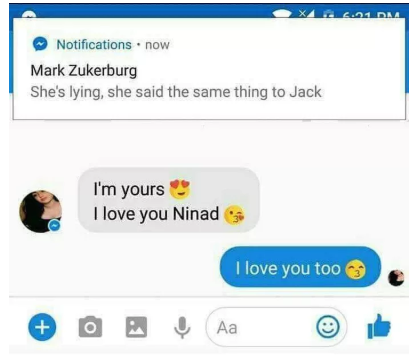 6:21 PM
Notifications • now
Mark Zukerburg
She's lying, she said the same thing to Jack
I'm yours 😍
I love you Ninad 😘
I love you too 😙
Aa